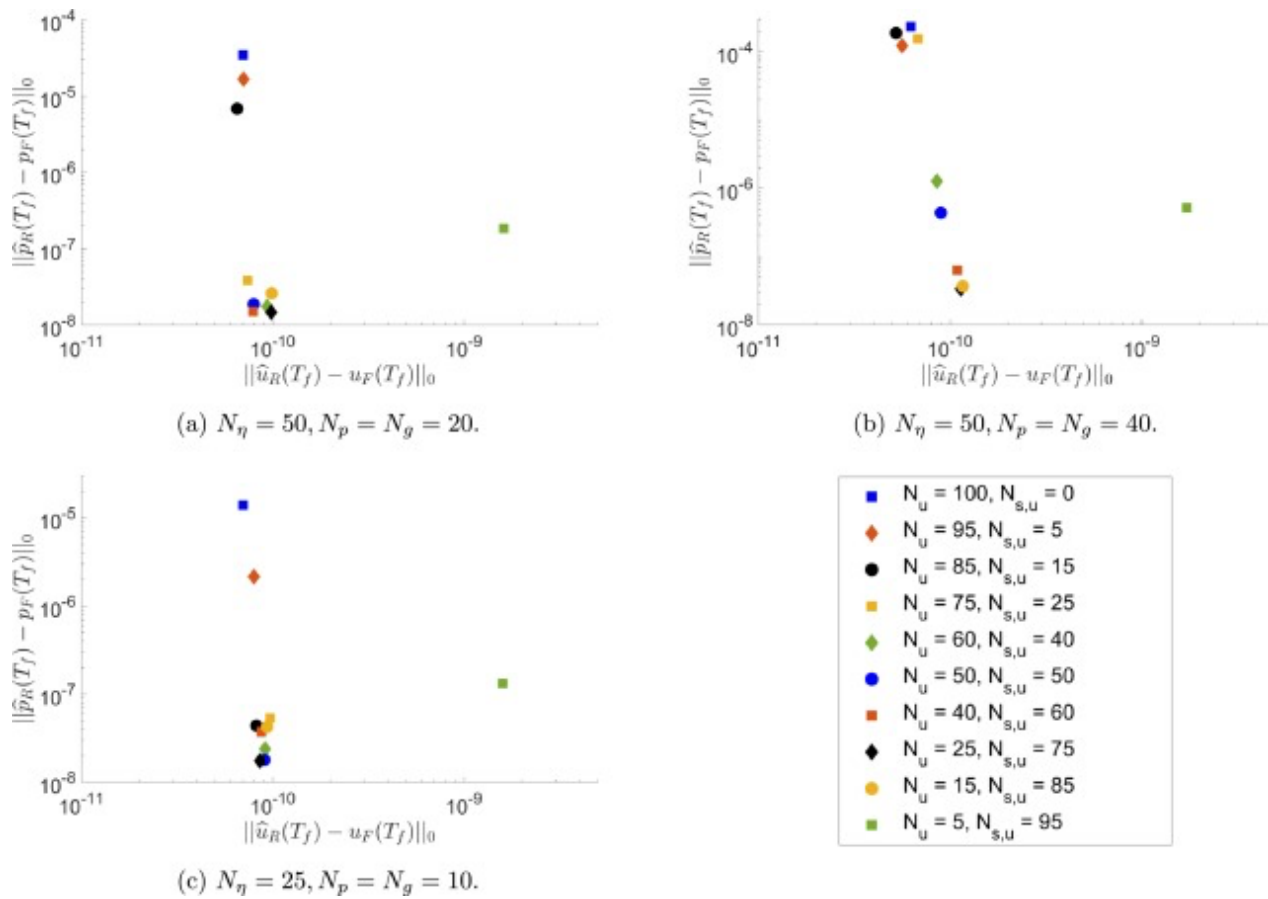 10^-4
10^-5
10^-6
10^-7
10^-8
||p̂_R(T_f) − p_F(T_f)||_0
10^-11
10^-10
10^-9
||û_R(T_f) − u_F(T_f)||_0
(a) N_η = 50, N_p = N_g = 20.
10^-4
10^-6
10^-8
||p̂_R(T_f) − p_F(T_f)||_0
10^-11
10^-10
10^-9
||û_R(T_f) − u_F(T_f)||_0
(b) N_η = 50, N_p = N_g = 40.
10^-5
10^-6
10^-7
10^-8
||p̂_R(T_f) − p_F(T_f)||_0
10^-11
10^-10
10^-9
||û_R(T_f) − u_F(T_f)||_0
(c) N_η = 25, N_p = N_g = 10.
N_u = 100, N_s,u = 0
N_u = 95, N_s,u = 5
N_u = 85, N_s,u = 15
N_u = 75, N_s,u = 25
N_u = 60, N_s,u = 40
N_u = 50, N_s,u = 50
N_u = 40, N_s,u = 60
N_u = 25, N_s,u = 75
N_u = 15, N_s,u = 85
N_u = 5, N_s,u = 95